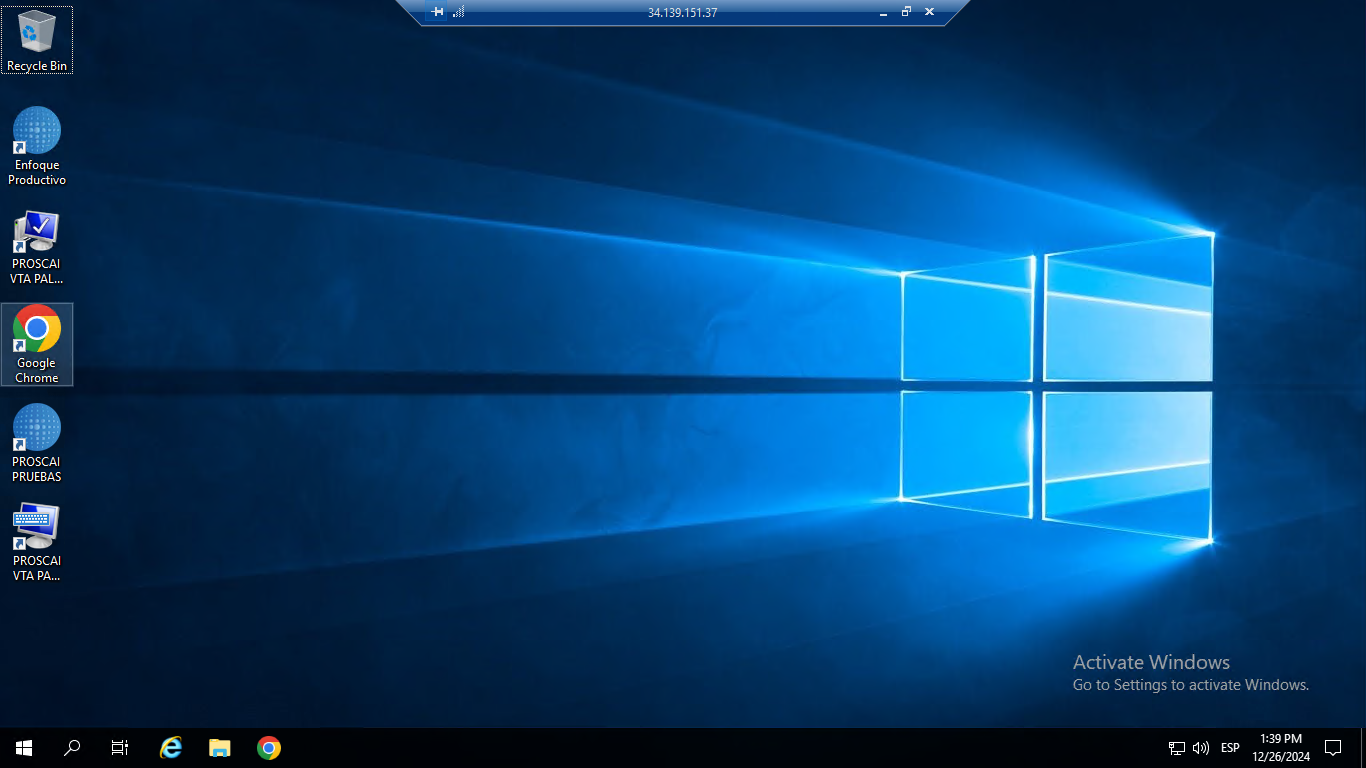 34.139.151.37
Recycle Bin
Enfoque
Productivo
PROSCAI
VTA PAL...
Google
Chrome
PROSCAI
PRUEBAS
PROSCAI
VTA PA...
Activate Windows
Go to Settings to activate Windows.
ESP
1:39 PM
12/26/2024